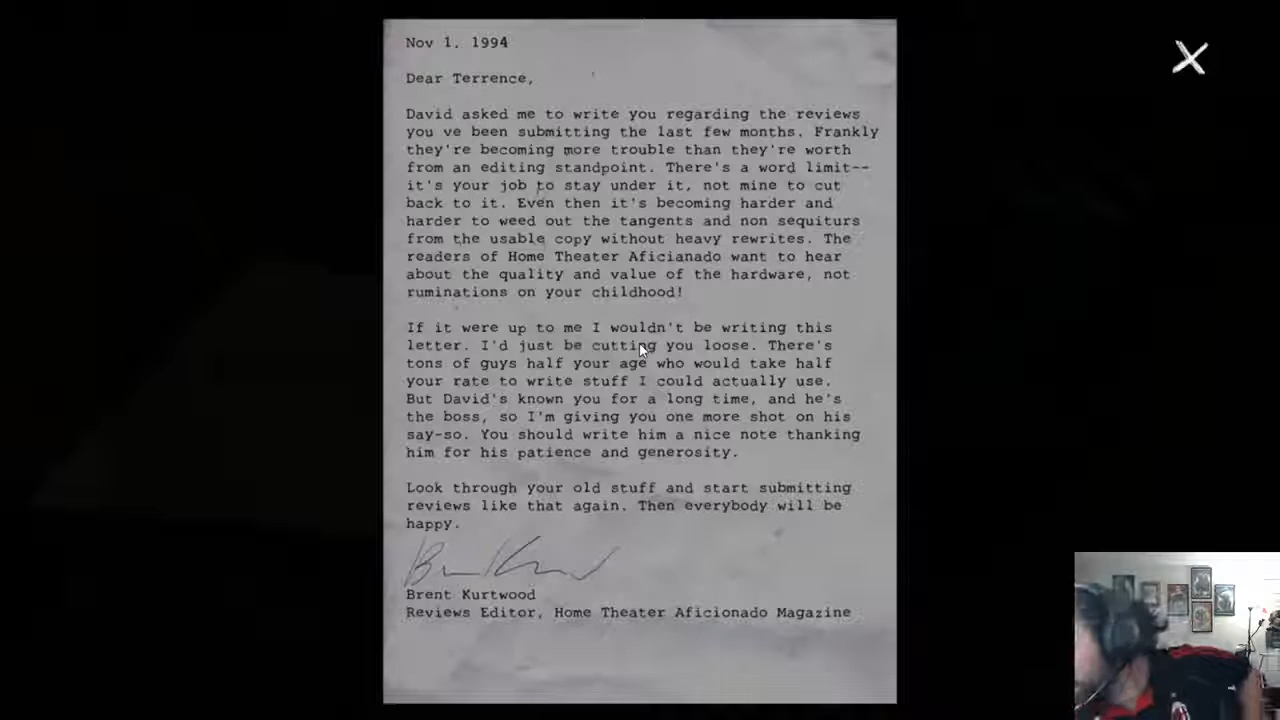 Nov 1, 1994
Dear Terrence,
David asked me to write you regarding the reviews
you ve been submitting the last few months. Frankly
they're becoming more trouble than they're worth
from an editing standpoint. There's a word limit--
it's your job to stay under it, not mine to cut
back to it. Even then it's becoming harder and
harder to weed out the tangents and non sequiturs
from the usable copy without heavy rewrites. The
readers of Home Theater Aficianado want to hear
about the quality and value of the hardware, not
ruminations on your childhood!
If it were up to me I wouldn't be writing this
letter. I'd just be cutting you loose. There's
tons of guys half your age who would take half
your rate to write stuff I could actually use.
But David's known you for a long time, and he's
the boss, so I'm giving you one more shot on his
say-so. You should write him a nice note thanking
him for his patience and generosity.
Look through your old stuff and start submitting
reviews like that again. Then everybody will be
happy.
Brent Kurtwood
Reviews Editor, Home Theater Aficionado Magazine